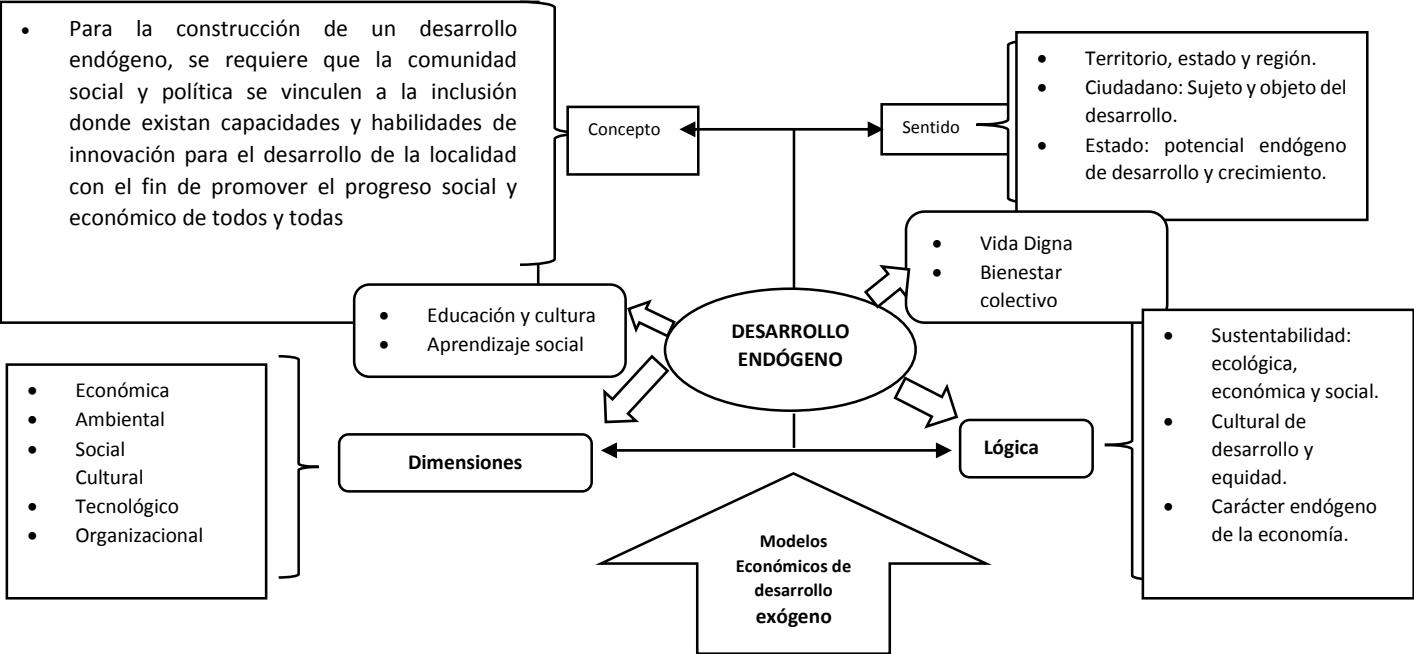 • Para la construcción de un desarrollo
endógeno, se requiere que la comunidad
social y política se vinculen a la inclusión
donde existan capacidades y habilidades de
innovación para el desarrollo de la localidad
con el fin de promover el progreso social y
económico de todos y todas
Concepto
Sentido
• Territorio, estado y región.
• Ciudadano: Sujeto y objeto del
desarrollo.
• Estado: potencial endógeno
de desarrollo y crecimiento.
• Vida Digna
• Bienestar
colectivo
• Educación y cultura
• Aprendizaje social
DESARROLLO
ENDÓGENO
• Económica
• Ambiental
• Social
Cultural
• Tecnológico
• Organizacional
Dimensiones
Lógica
• Sustentabilidad:
ecológica,
económica y social.
• Cultural de
desarrollo y
equidad.
• Carácter endógeno
de la economía.
Modelos
Económicos de
desarrollo
exógeno